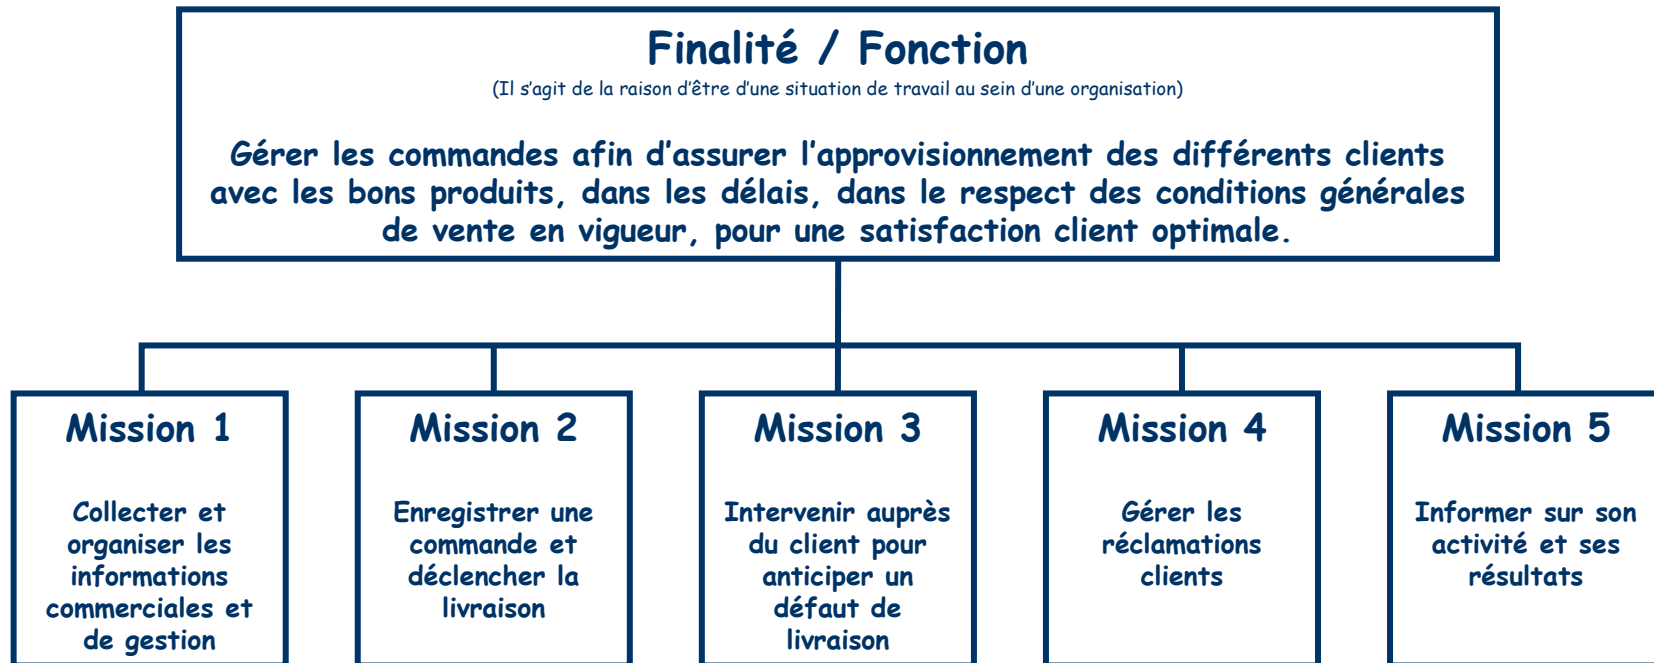 Finalité / Fonction
(Il s'agit de la raison d'être d'une situation de travail au sein d'une organisation)
Gérer les commandes afin d'assurer l'approvisionnement des différents clients
avec les bons produits, dans les délais, dans le respect des conditions générales
de vente en vigueur, pour une satisfaction client optimale.
Mission 1
Collecter et
organiser les
informations
commerciales et
de gestion
Mission 2
Enregistrer une
commande et
déclencher la
livraison
Mission 3
Intervenir auprès
du client pour
anticiper un
défaut de
livraison
Mission 4
Gérer les
réclamations
clients
Mission 5
Informer sur son
activité et ses
résultats